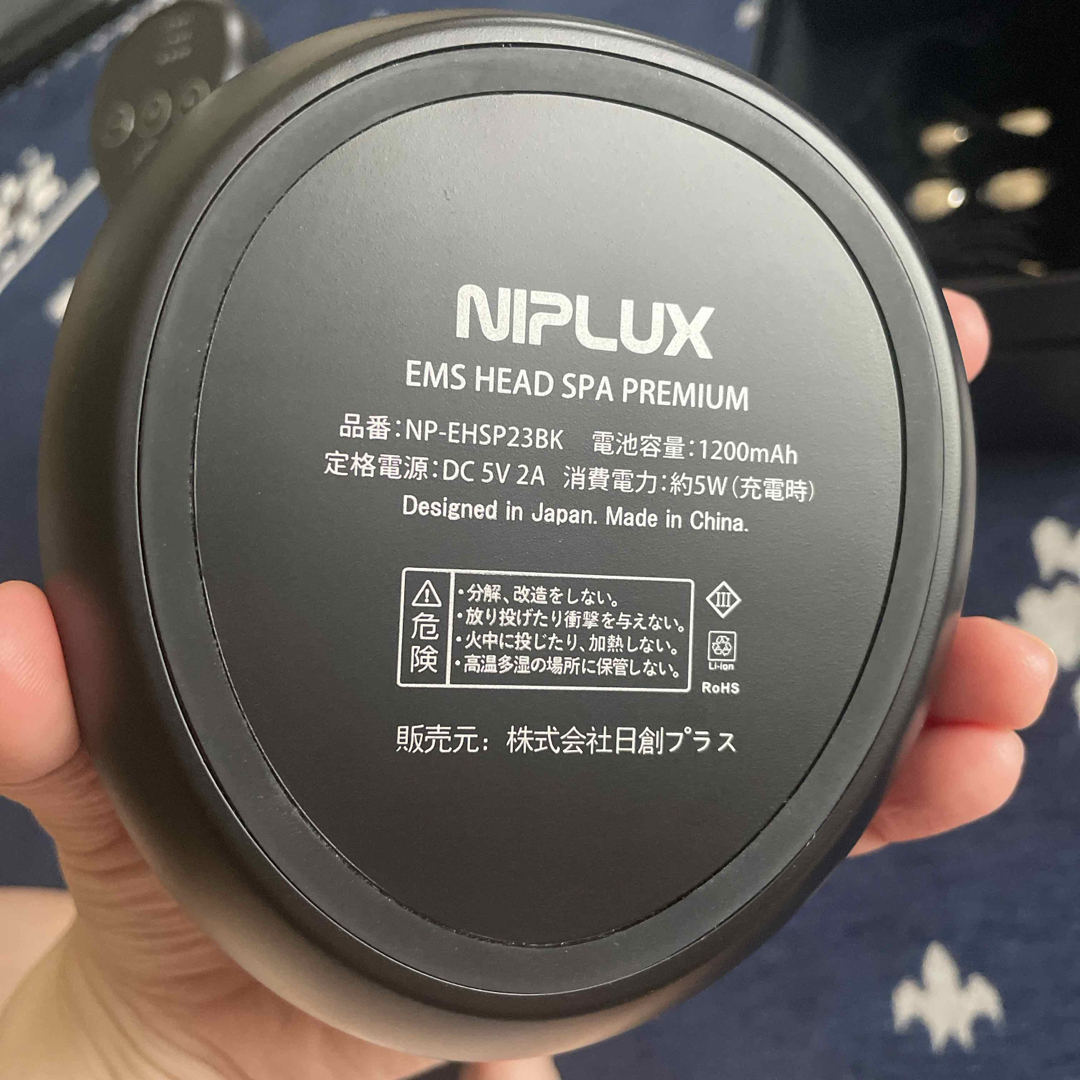 NIPLUX
EMS HEAD SPA PREMIUM
品番:NP-EHSP23BK 電池容量:1200mAh
定格電源:DC 5V 2A 消費電力:約5W(充電時)
Designed in Japan. Made in China.
危険
・分解、改造をしない。
・放り投げたり衝撃を与えない。
・火中に投じたり、加熱しない。
・高温多湿の場所に保管しない。
III
Li-ion
RoHS
販売元: 株式会社日創プラス